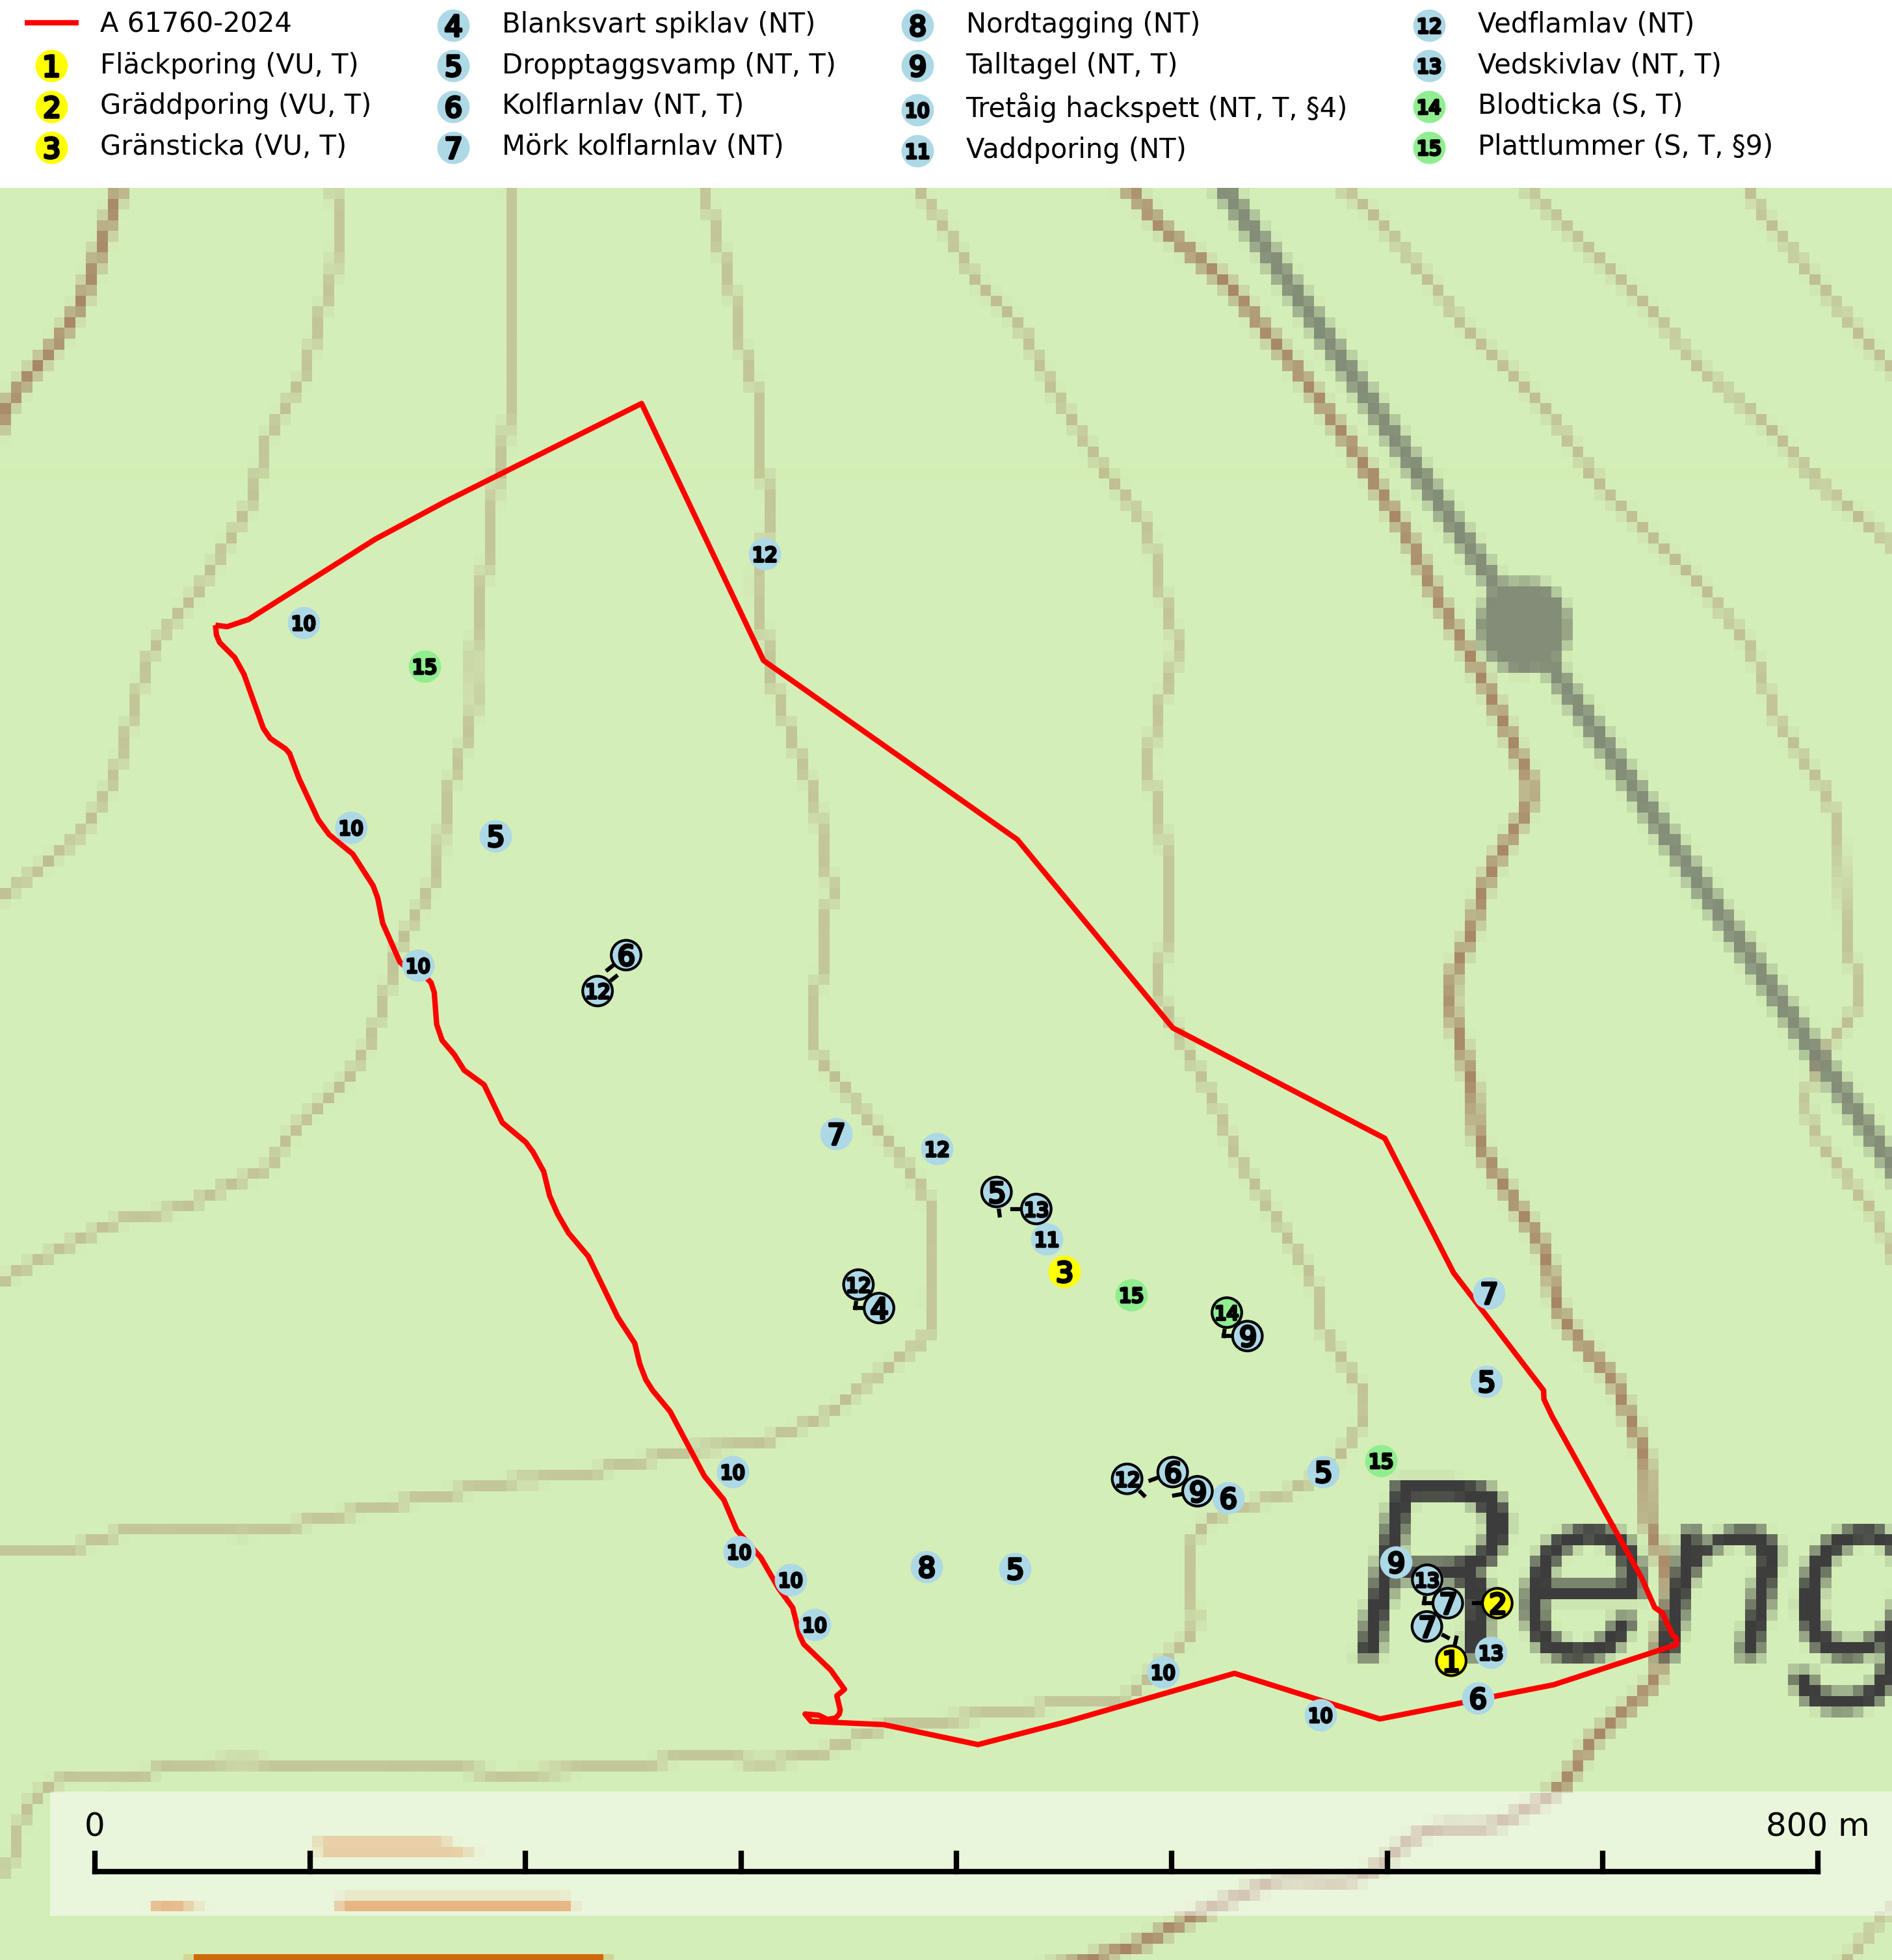 A 61760-2024
1 Fläckporing (VU, T)
2 Gräddporing (VU, T)
3 Gränsticka (VU, T)
4 Blanksvart spiklav (NT)
5 Dropptaggsvamp (NT, T)
6 Kolflarnlav (NT, T)
7 Mörk kolflarnlav (NT)
8 Nordtagging (NT)
9 Talltagel (NT, T)
10 Tretåig hackspett (NT, T, §4)
11 Vaddporing (NT)
12 Vedflamlav (NT)
13 Vedskivlav (NT, T)
14 Blodticka (S, T)
15 Plattlummer (S, T, §9)
12
10
15
10
5
10
6
12
7
12
5
13
11
3
12
4
15
14
9
7
5
10
12
6
9
6
5
15
10
10
10
8
5
9
13
7
2
7
1
13
10
6
10
Reng
0
800 m